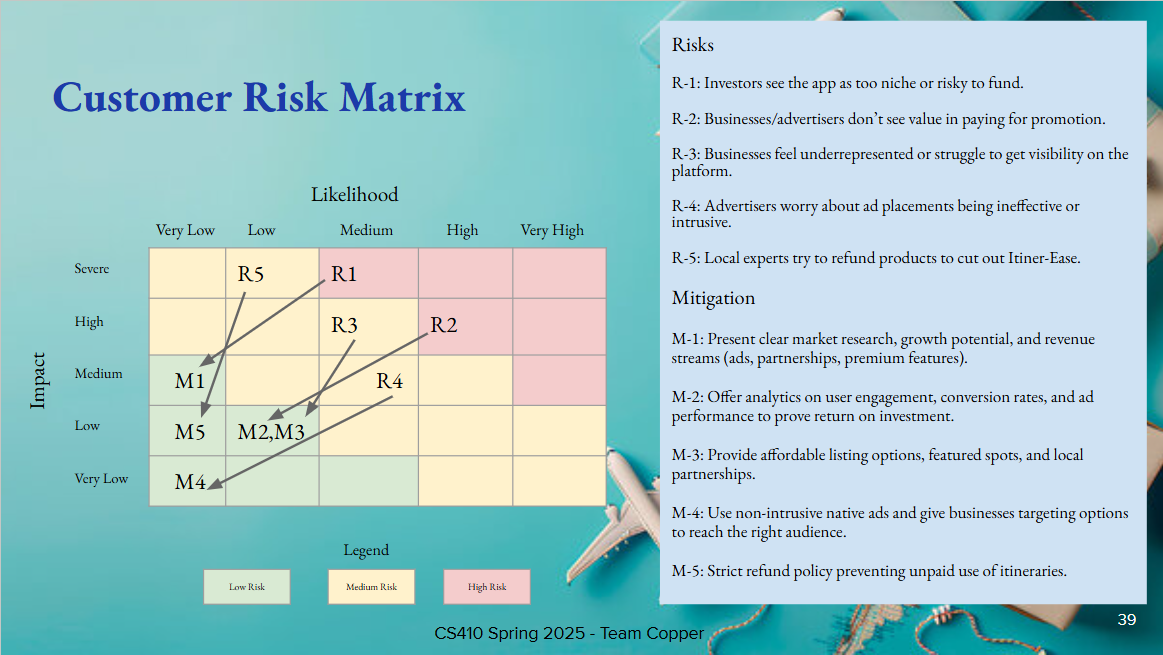 Customer Risk Matrix
Likelihood
Very Low Low Medium High Very High
Impact
Severe R5 R1
High R3 R2
Medium M1 R4
Low M5 M2,M3
Very Low M4
Legend
Low Risk Medium Risk High Risk
Risks
R-1: Investors see the app as too niche or risky to fund.
R-2: Businesses/advertisers don’t see value in paying for promotion.
R-3: Businesses feel underrepresented or struggle to get visibility on the
platform.
R-4: Advertisers worry about ad placements being ineffective or
intrusive.
R-5: Local experts try to refund products to cut out Itiner-Ease.
Mitigation
M-1: Present clear market research, growth potential, and revenue
streams (ads, partnerships, premium features).
M-2: Offer analytics on user engagement, conversion rates, and ad
performance to prove return on investment.
M-3: Provide affordable listing options, featured spots, and local
partnerships.
M-4: Use non-intrusive native ads and give businesses targeting options
to reach the right audience.
M-5: Strict refund policy preventing unpaid use of itineraries.
CS410 Spring 2025 - Team Copper
39